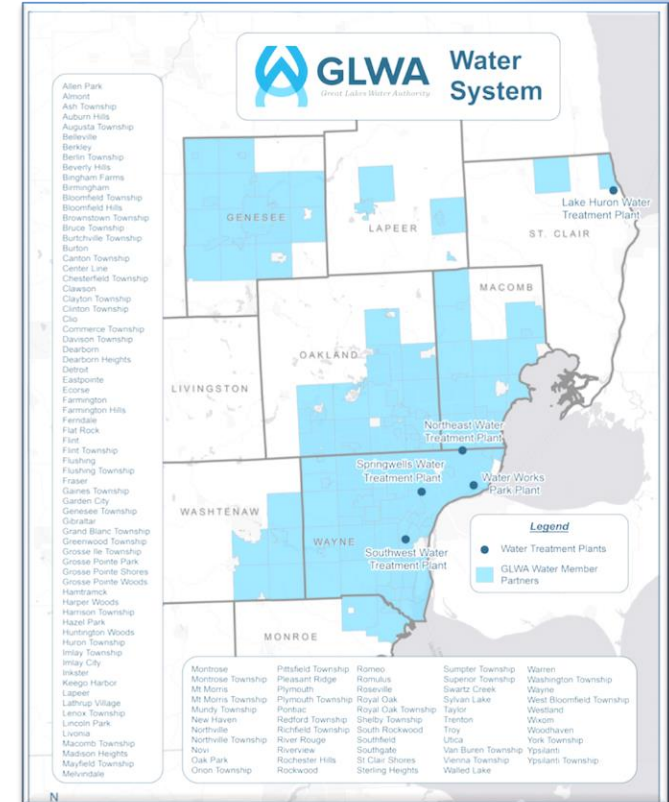 GLWA
Great Lakes Water Authority
Water
System
Allen Park
Almont
Ash Township
Auburn Hills
Augusta Township
Belleville
Berkley
Berlin Township
Beverly Hills
Bingham Farms
Birmingham
Bloomfield Township
Bloomfield Hills
Brownstown Township
Bruce Township
Burtchville Township
Burton
Canton Township
Center Line
Chesterfield Township
Clawson
Clayton Township
Clinton Township
Clio
Commerce Township
Davison Township
Dearborn
Dearborn Heights
Detroit
Eastpointe
Ecorse
Farmington
Farmington Hills
Ferndale
Flat Rock
Flint
Flint Township
Flushing
Flushing Township
Fraser
Gaines Township
Garden City
Genesee Township
Gibraltar
Grand Blanc Township
Greenwood Township
Grosse Ile Township
Grosse Pointe Park
Grosse Pointe Shores
Grosse Pointe Woods
Hamtramck
Harper Woods
Harrison Township
Hazel Park
Huntington Woods
Huron Township
Imlay Township
Imlay City
Inkster
Keego Harbor
Lapeer
Lathrup Village
Lenox Township
Lincoln Park
Livonia
Macomb Township
Madison Heights
Mayfield Township
Melvindale
GENESEE
LAPEER
Lake Huron Water
Treatment Plant
ST. CLAIR
MACOMB
OAKLAND
LIVINGSTON
Northeast Water
Treatment Plant
Springwells Water
Treatment Plant
Water Works
Park Plant
WASHTENAW
WAYNE
Southwest Water
Treatment Plant
MONROE
Legend
Water Treatment Plants
GLWA Water Member
Partners
Montrose
Montrose Township
Mt Morris
Mt Morris Township
Mundy Township
New Haven
Northville
Northville Township
Novi
Oak Park
Orion Township
Pittsfield Township
Pleasant Ridge
Plymouth
Plymouth Township
Pontiac
Redford Township
Richfield Township
River Rouge
Riverview
Rochester Hills
Rockwood
Romeo
Romulus
Roseville
Royal Oak
Royal Oak Township
Shelby Township
South Rockwood
Southfield
Southgate
St Clair Shores
Sterling Heights
Sumpter Township
Superior Township
Swartz Creek
Sylvan Lake
Taylor
Trenton
Troy
Utica
Van Buren Township
Vienna Township
Walled Lake
Warren
Washington Township
Wayne
West Bloomfield Township
Westland
Wixom
Woodhaven
York Township
Ypsilanti
Ypsilanti Township
N